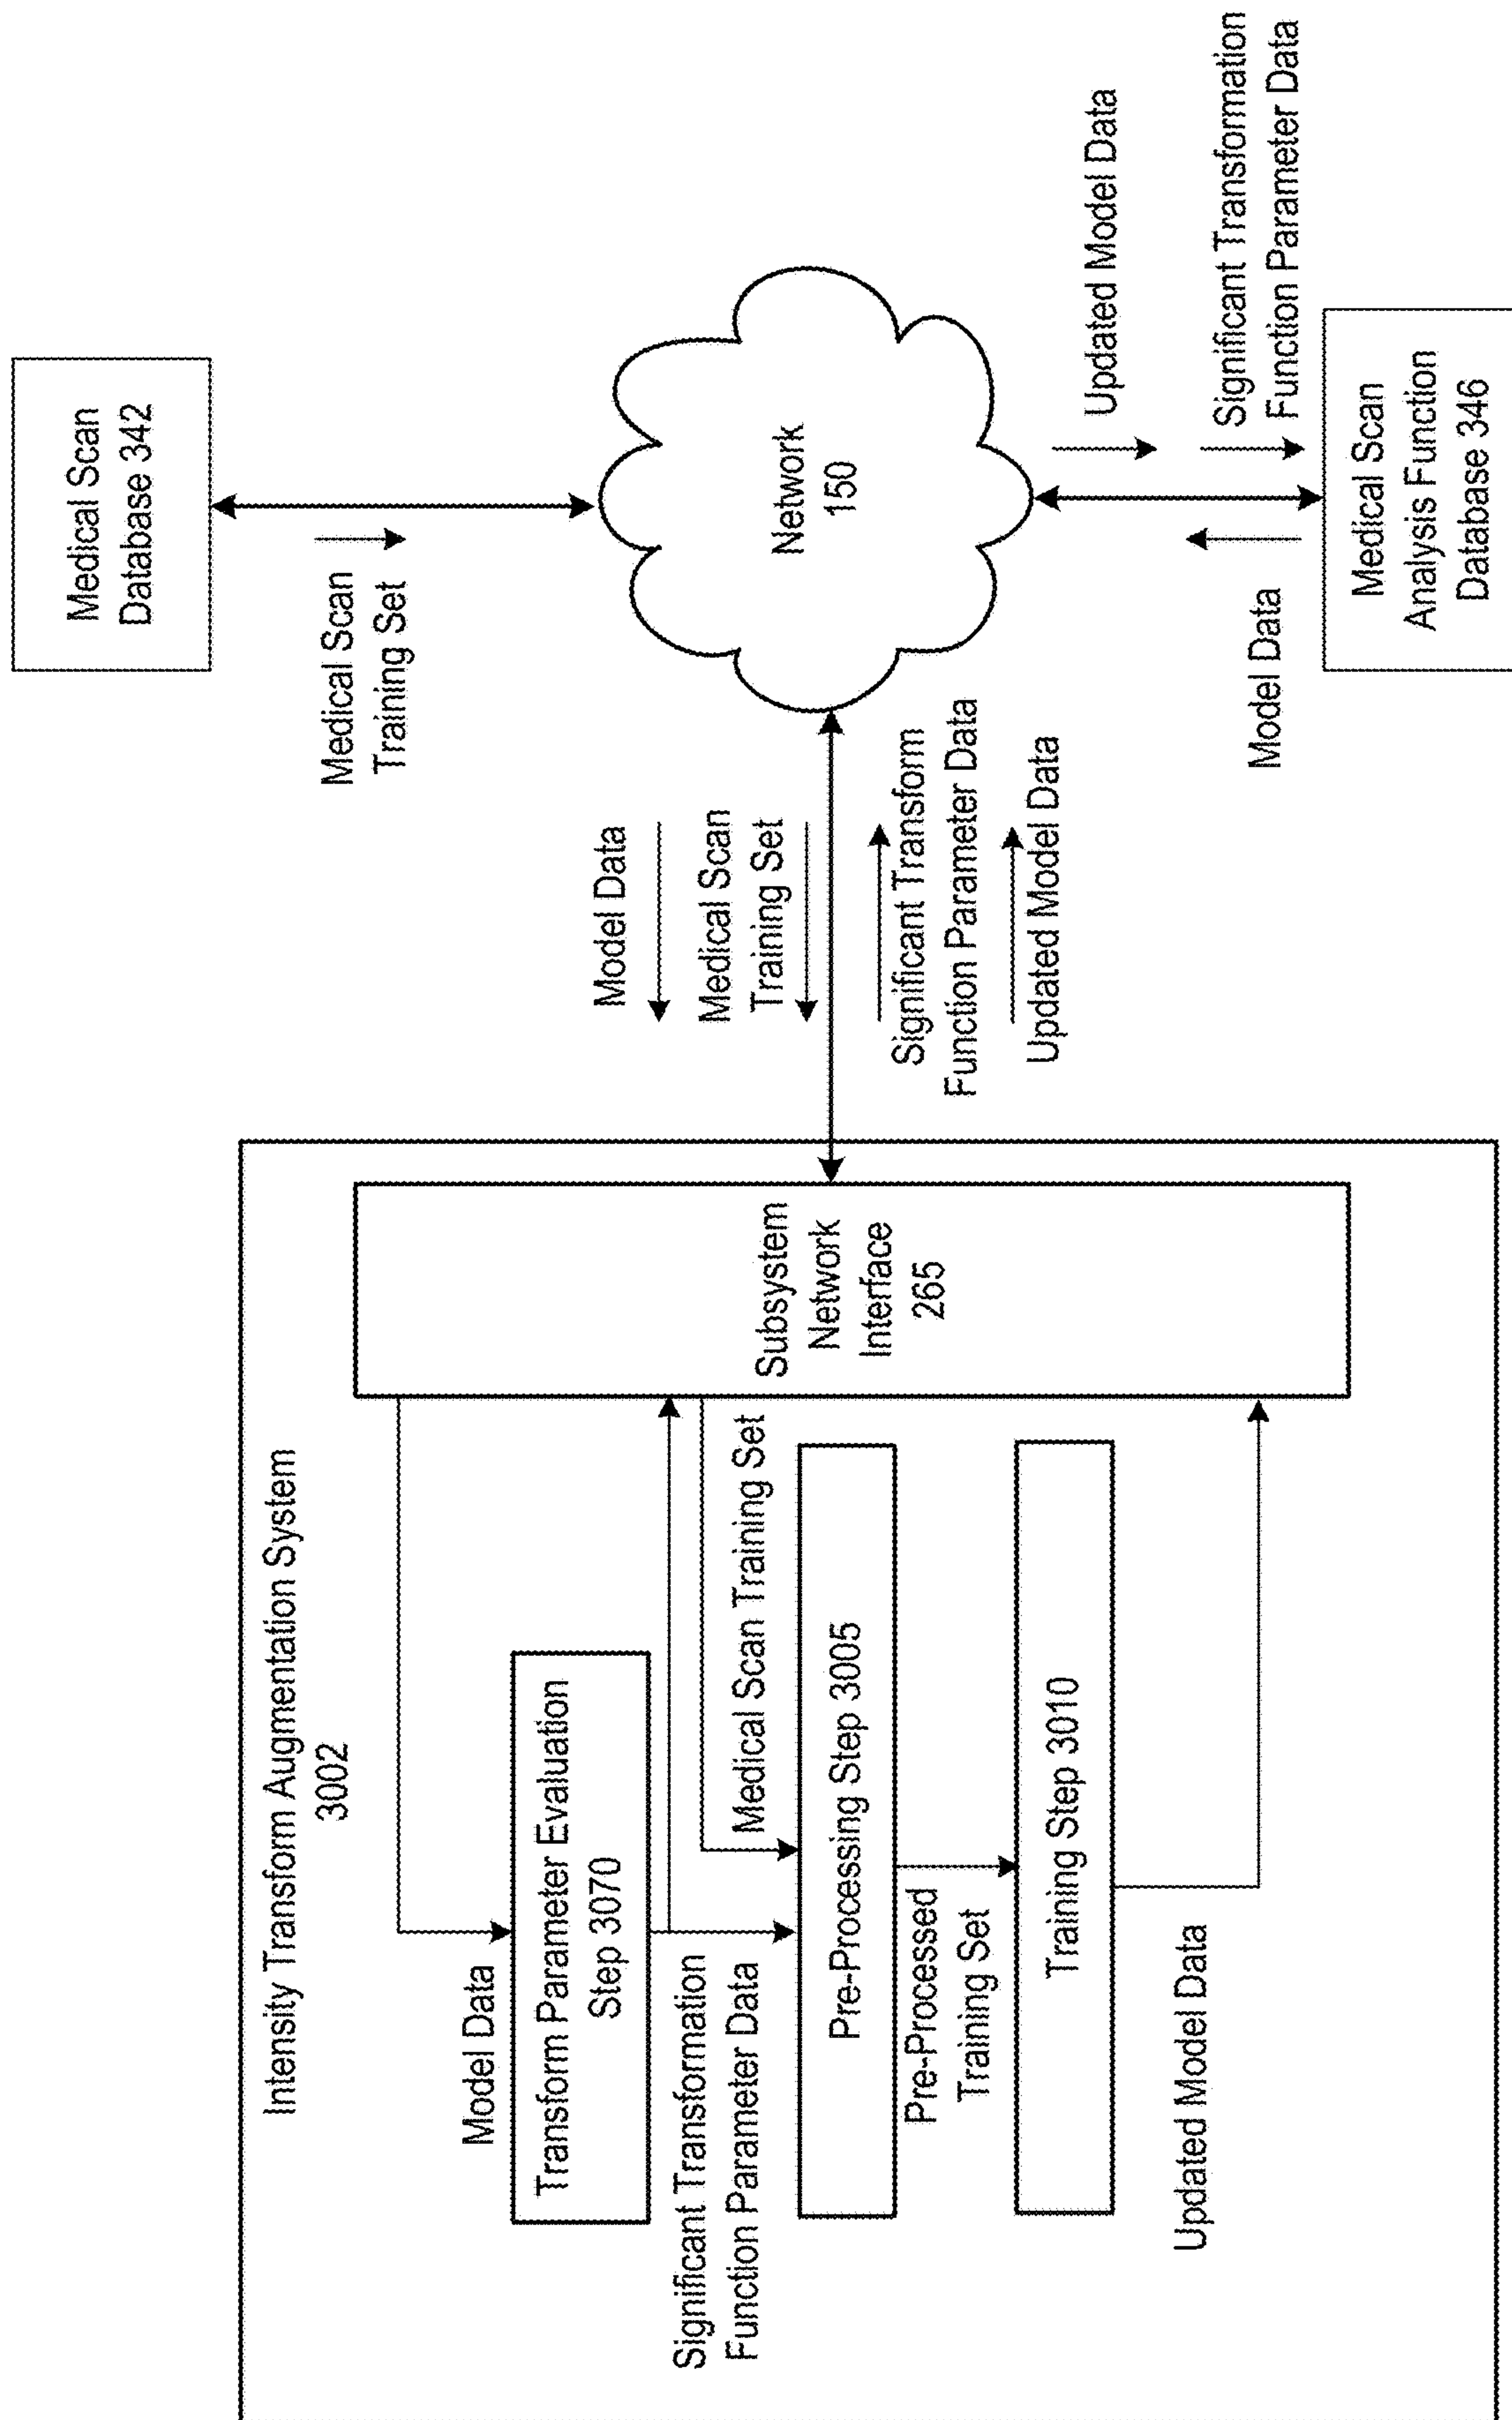 Intensity Transform Augmentation System
3002
Model Data
Transform Parameter Evaluation
Step 3070
Significant Transformation
Function Parameter Data
Medical Scan Training Set
Pre-Processing Step 3005
Pre-Processed
Training Set
Training Step 3010
Updated Model Data
Subsystem
Network
Interface
265
Model Data
Medical Scan
Training Set
Significant Transform
Function Parameter Data
Updated Model Data
Medical Scan
Database 342
Medical Scan
Training Set
Network
150
Updated Model Data
Significant Transformation
Function Parameter Data
Model Data
Medical Scan
Analysis Function
Database 346